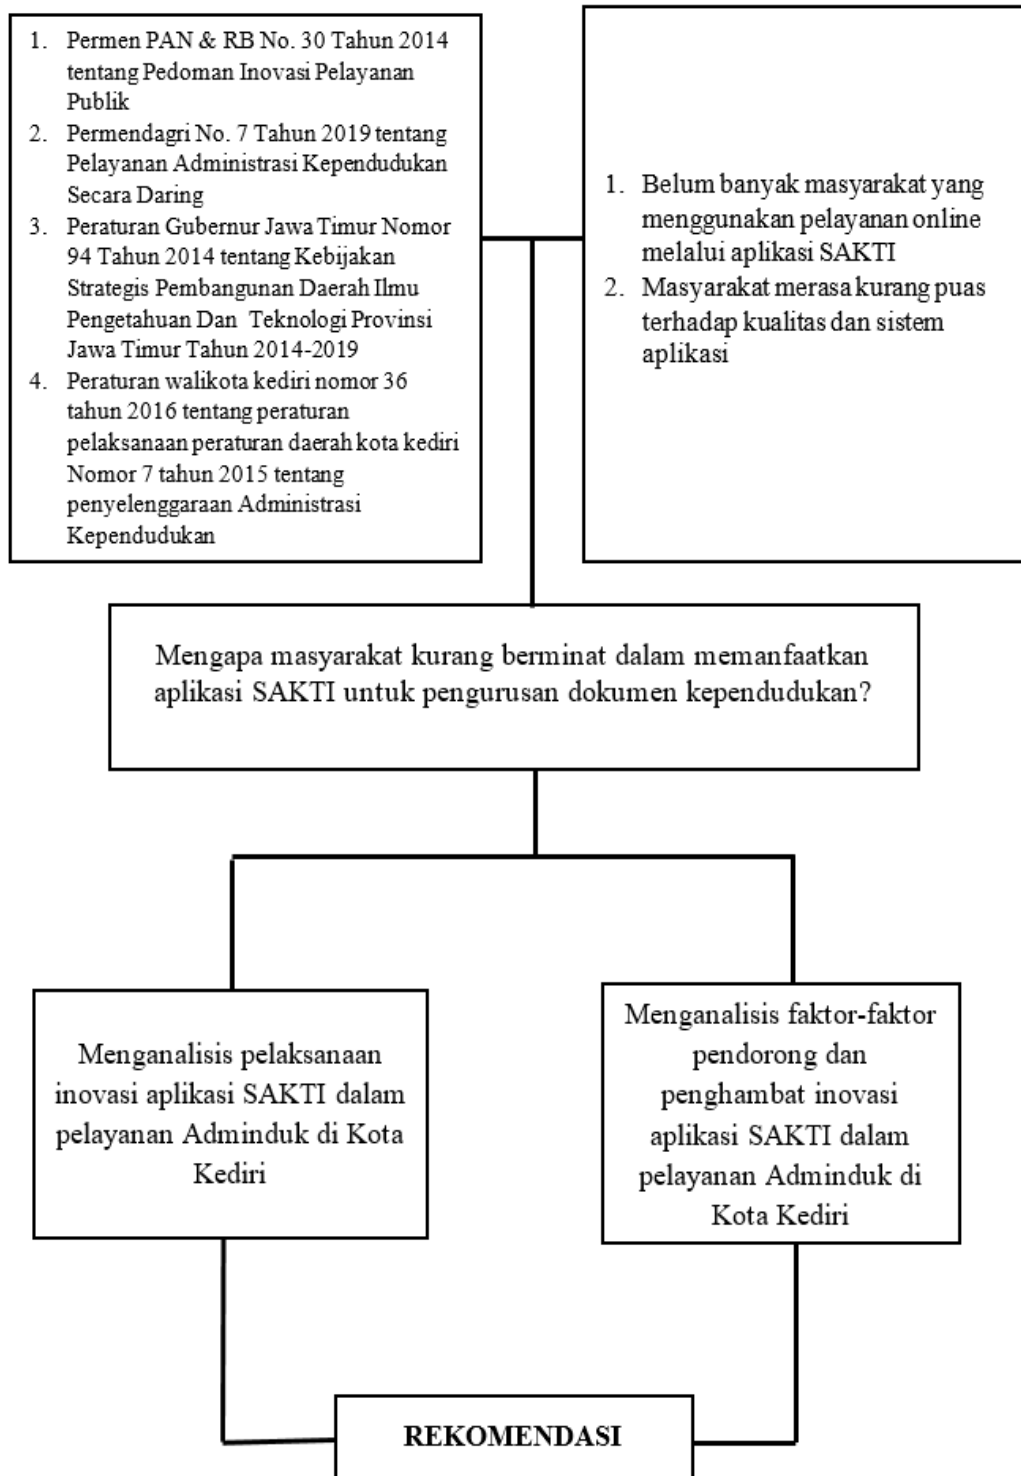 1. Permen PAN & RB No. 30 Tahun 2014
tentang Pedoman Inovasi Pelayanan
Publik
2. Permendagri No. 7 Tahun 2019 tentang
Pelayanan Administrasi Kependudukan
Secara Daring
3. Peraturan Gubernur Jawa Timur Nomor
94 Tahun 2014 tentang Kebijakan
Strategis Pembangunan Daerah Ilmu
Pengetahuan Dan Teknologi Provinsi
Jawa Timur Tahun 2014-2019
4. Peraturan walikota kediri nomor 36
tahun 2016 tentang peraturan
pelaksanaan peraturan daerah kota kediri
Nomor 7 tahun 2015 tentang
penyelenggaraan Administrasi
Kependudukan
1. Belum banyak masyarakat yang
menggunakan pelayanan online
melalui aplikasi SAKTI
2. Masyarakat merasa kurang puas
terhadap kualitas dan sistem
aplikasi
Mengapa masyarakat kurang berminat dalam memanfaatkan
aplikasi SAKTI untuk pengurusan dokumen kependudukan?
Menganalisis pelaksanaan
inovasi aplikasi SAKTI dalam
pelayanan Adminduk di Kota
Kediri
Menganalisis faktor-faktor
pendorong dan
penghambat inovasi
aplikasi SAKTI dalam
pelayanan Adminduk di
Kota Kediri
REKOMENDASI